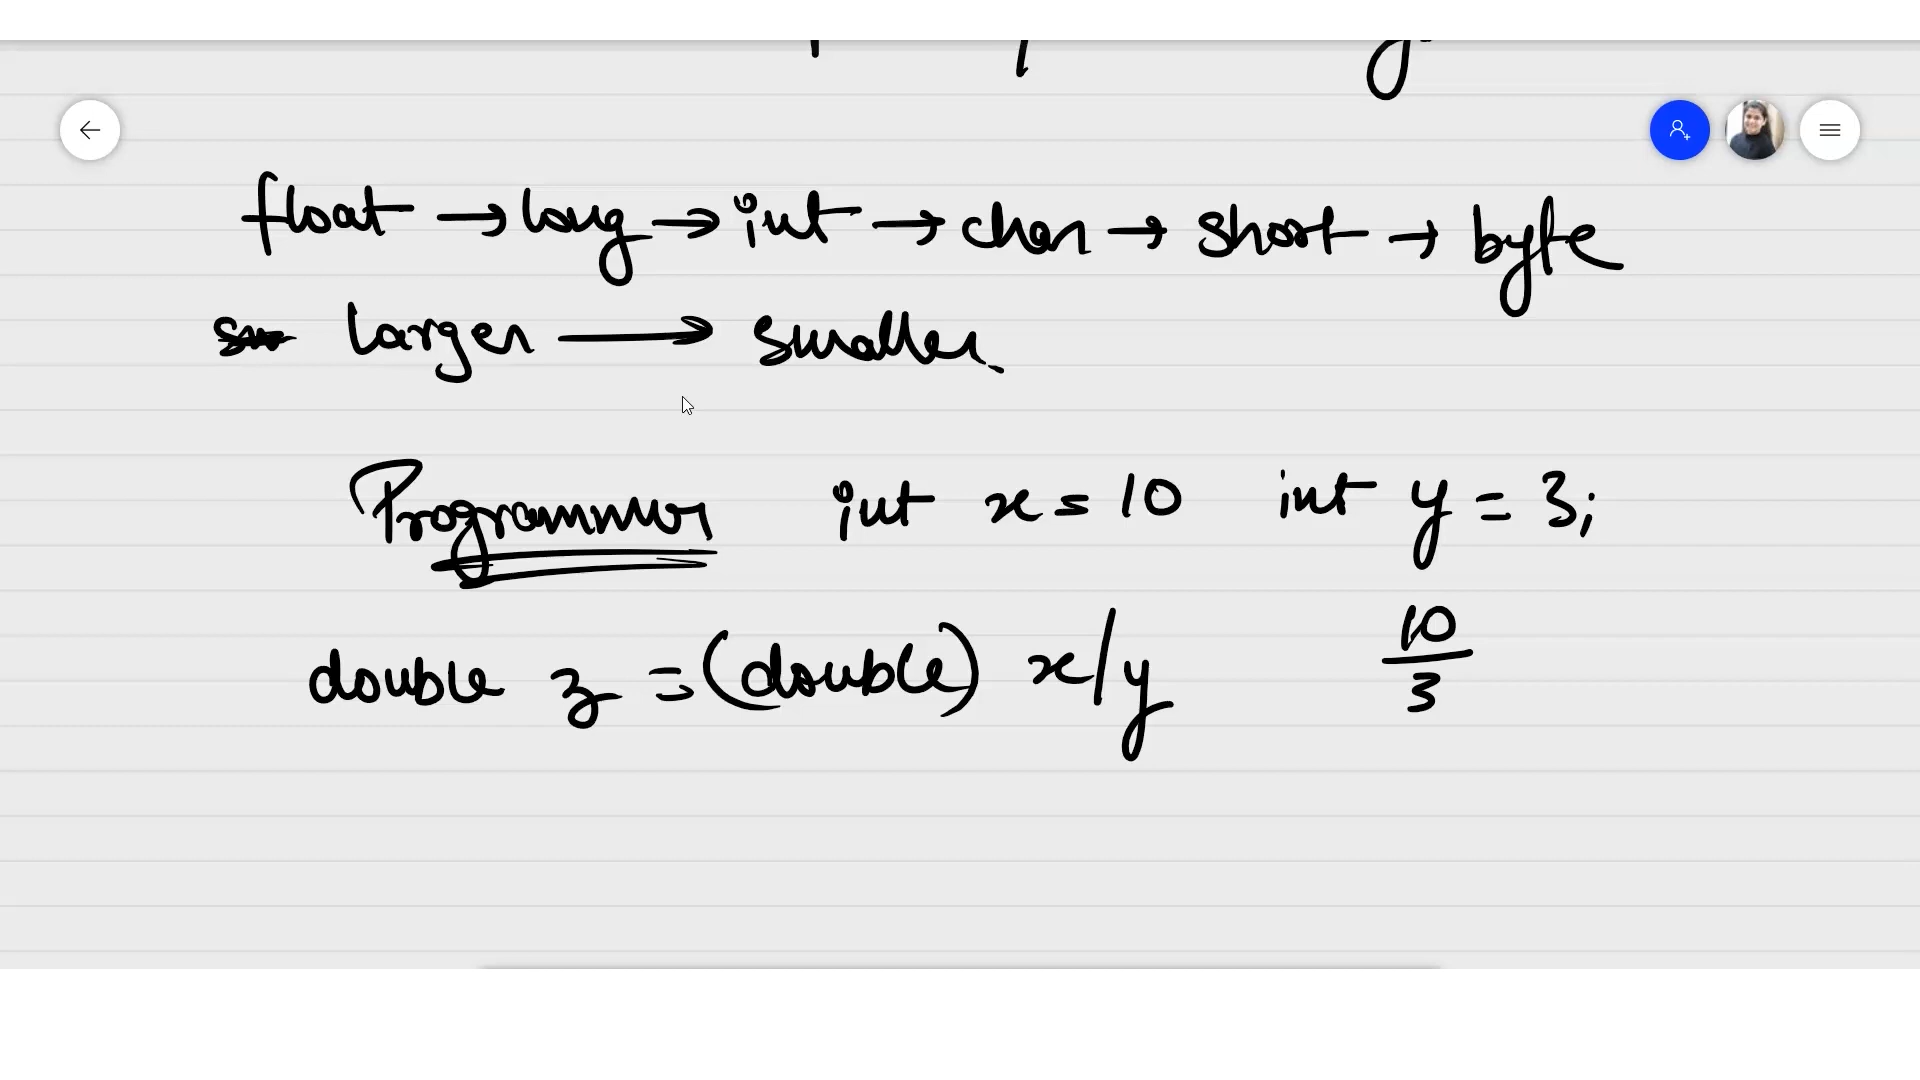 float → long → int → char → short → byte
larger → smaller
Programmer int x = 10 int y = 3;
double z = (double) x/y
10
3